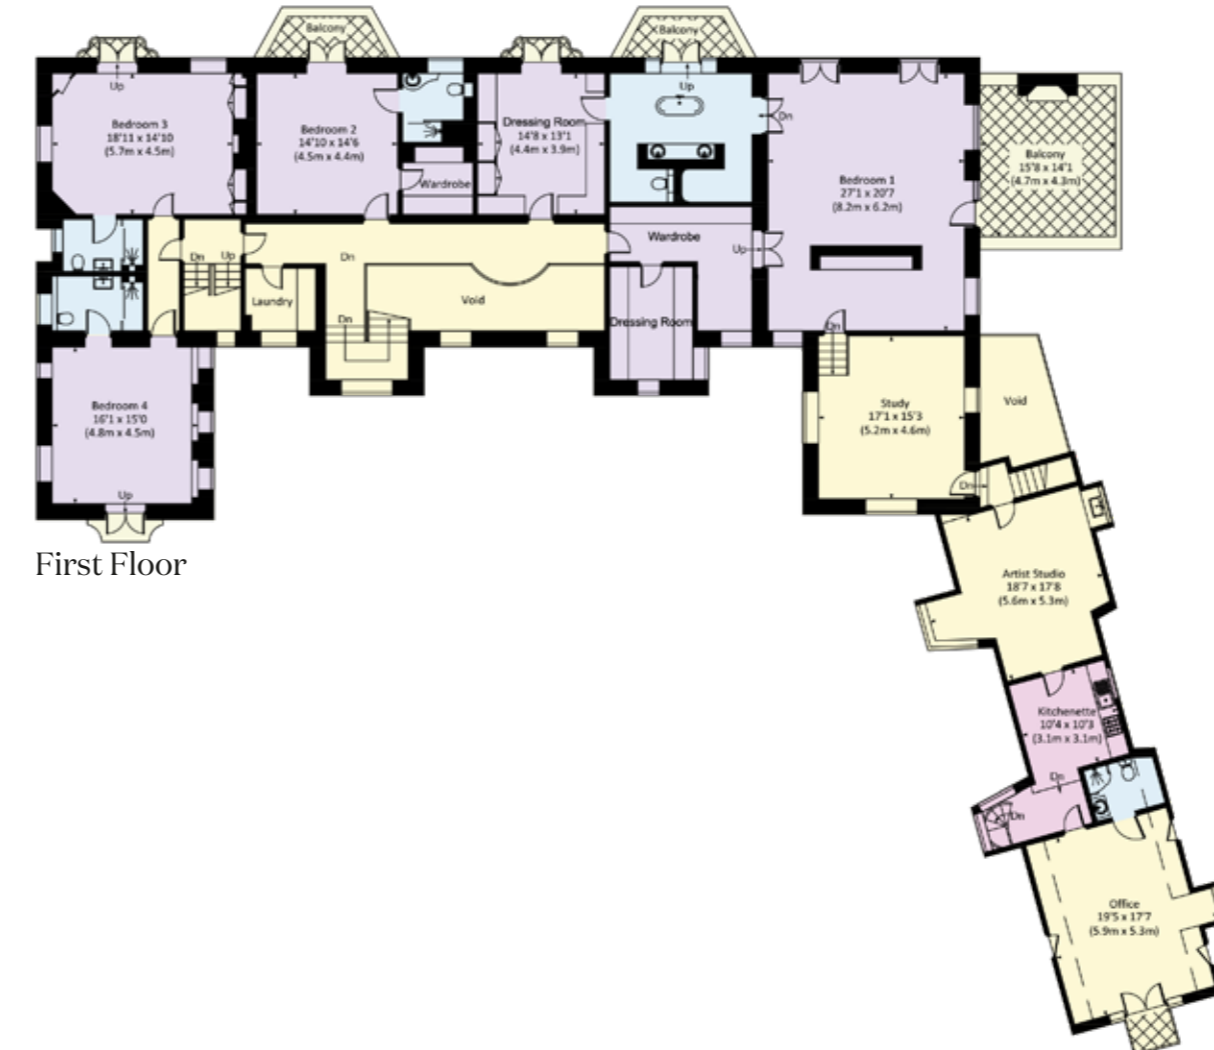 Balcony
Balcony
Up
Up
Bedroom 3
18'11 x 14'10
(5.7m x 4.5m)
Bedroom 2
14'10 x 14'6
(4.5m x 4.4m)
Dressing Room
14'8 x 13'1
(4.4m x 3.9m)
Dn
Bedroom 1
27'1 x 20'7
(8.2m x 6.2m)
Balcony
15'8 x 14'1
(4.7m x 4.3m)
Wardrobe
Wardrobe
Up
Dn
Up
Dn
Laundry
Void
Dn
Dressing Room
Dn
Bedroom 4
16'1 x 15'0
(4.8m x 4.5m)
Up
Study
17'1 x 15'3
(5.2m x 4.6m)
Void
Dn
First Floor
Artist Studio
18'7 x 17'8
(5.6m x 5.3m)
Kitchenette
10'4 x 10'3
(3.1m x 3.1m)
Dn
Dn
Office
19'5 x 17'7
(5.9m x 5.3m)